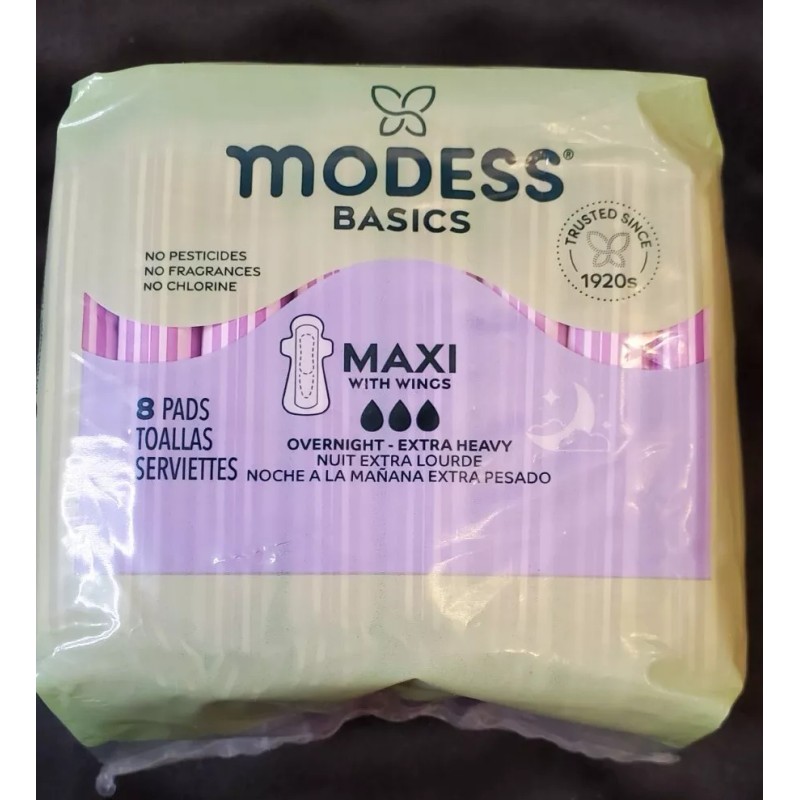 MODESS®
BASICS
NO PESTICIDES
NO FRAGRANCES
NO CHLORINE
TRUSTED SINCE
1920s
MAXI
WITH WINGS
8 PADS
TOALLAS
SERVIETTES
OVERNIGHT - EXTRA HEAVY
NUIT EXTRA LOURDE
NOCHE A LA MAÑANA EXTRA PESADO